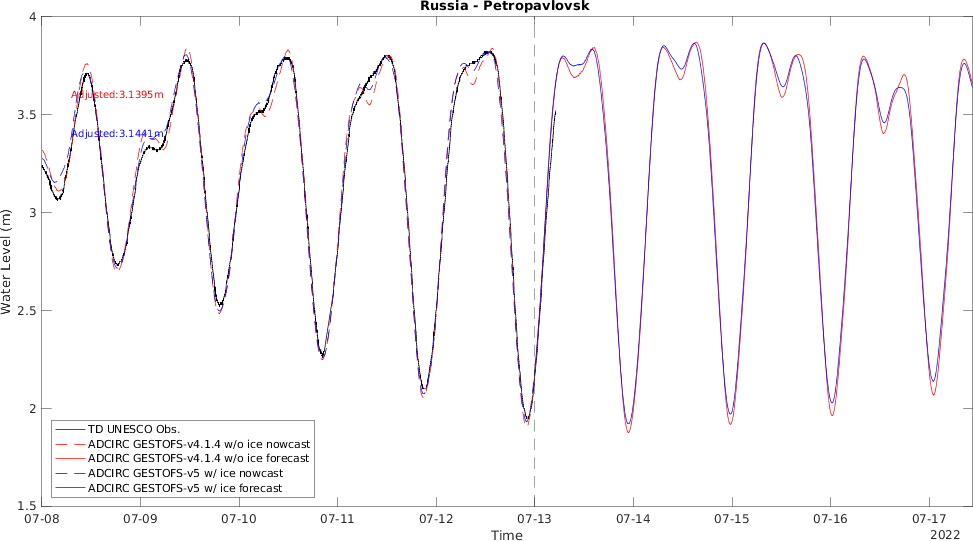 Russia - Petropavlovsk
4
3.5
3
2.5
2
1.5
Water Level (m)
Adjusted:3.1395m
Adjusted:3.1441m
TD UNESCO Obs.
ADCIRC GESTOFS-v4.1.4 w/o ice nowcast
ADCIRC GESTOFS-v4.1.4 w/o ice forecast
ADCIRC GESTOFS-v5 w/ ice nowcast
ADCIRC GESTOFS-v5 w/ ice forecast
07-08 07-09 07-10 07-11 07-12 07-13 07-14 07-15 07-16 07-17
Time
2022